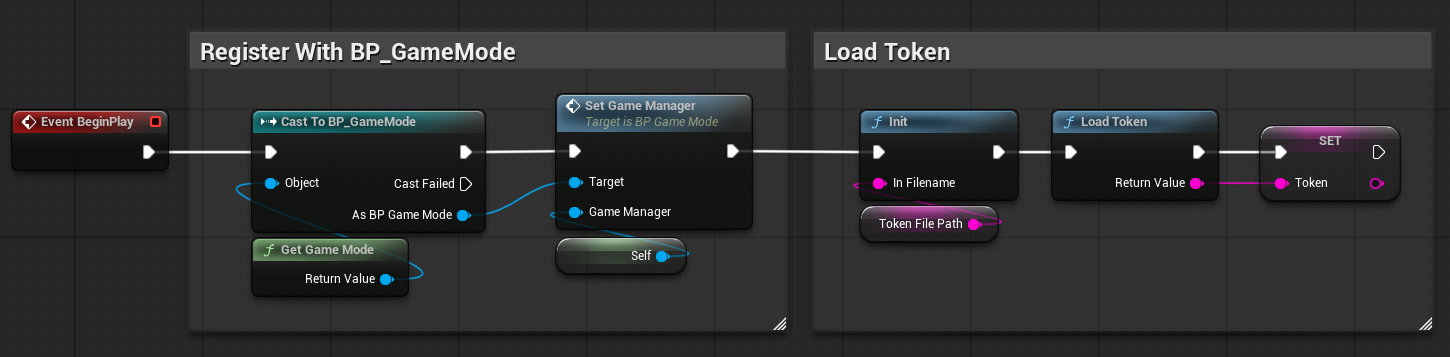 Register With BP_GameMode
Load Token
Event BeginPlay
Cast To BP_GameMode
Object
Cast Failed
As BP Game Mode
Get Game Mode
Return Value
Set Game Manager
Target is BP Game Mode
Target
Game Manager
Self
Init
In Filename
Token File Path
Load Token
Return Value
SET
Token